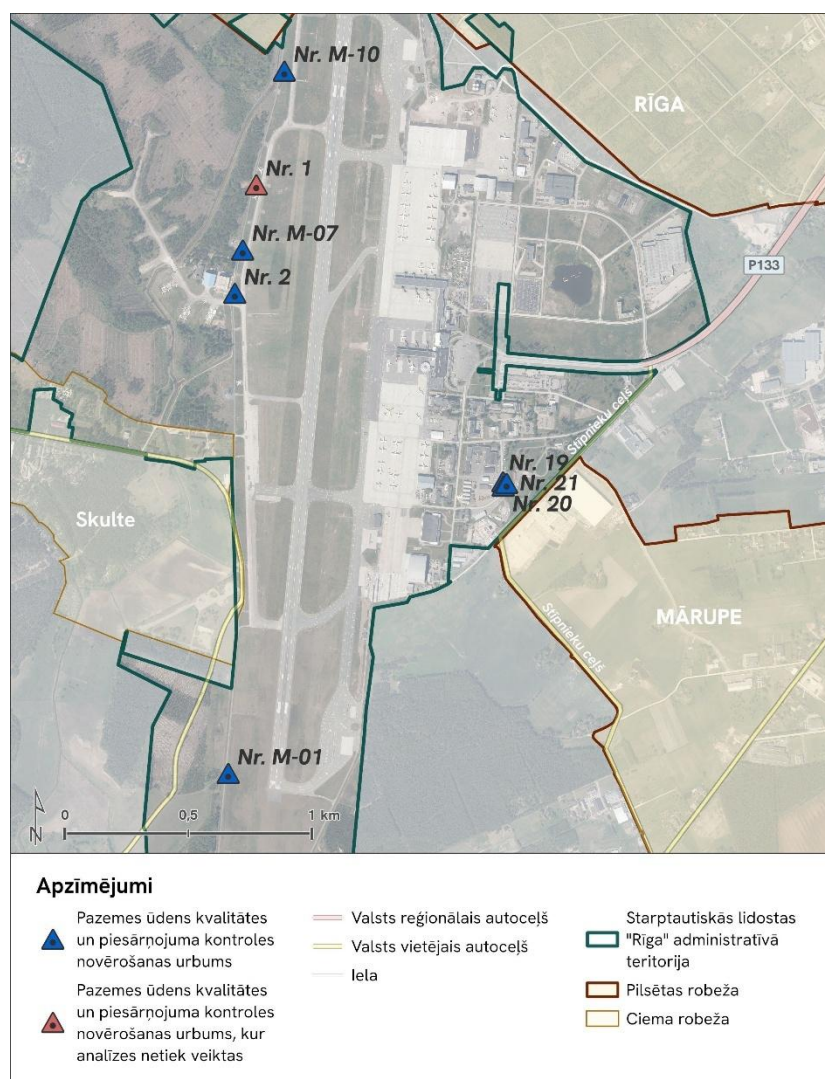 Nr. M-10
RĪGA
Nr. 1
Nr. M-07
P133
Nr. 2
Stīpnieku ceļš
Nr. 19
Nr. 21
Nr. 20
Skulte
MĀRUPE
Stīpnieku ceļš
Nr. M-01
N
0 0,5 1 km
Apzīmējumi
Pazemes ūdens kvalitātes
un piesārņojuma kontroles
novērošanas urbums
Pazemes ūdens kvalitātes
un piesārņojuma kontroles
novērošanas urbums, kur
analīzes netiek veiktas
Valsts reģionālais autoceļš
Valsts vietējais autoceļš
Iela
Starptautiskās lidostas
"Rīga" administratīvā
teritorija
Pilsētas robeža
Ciema robeža